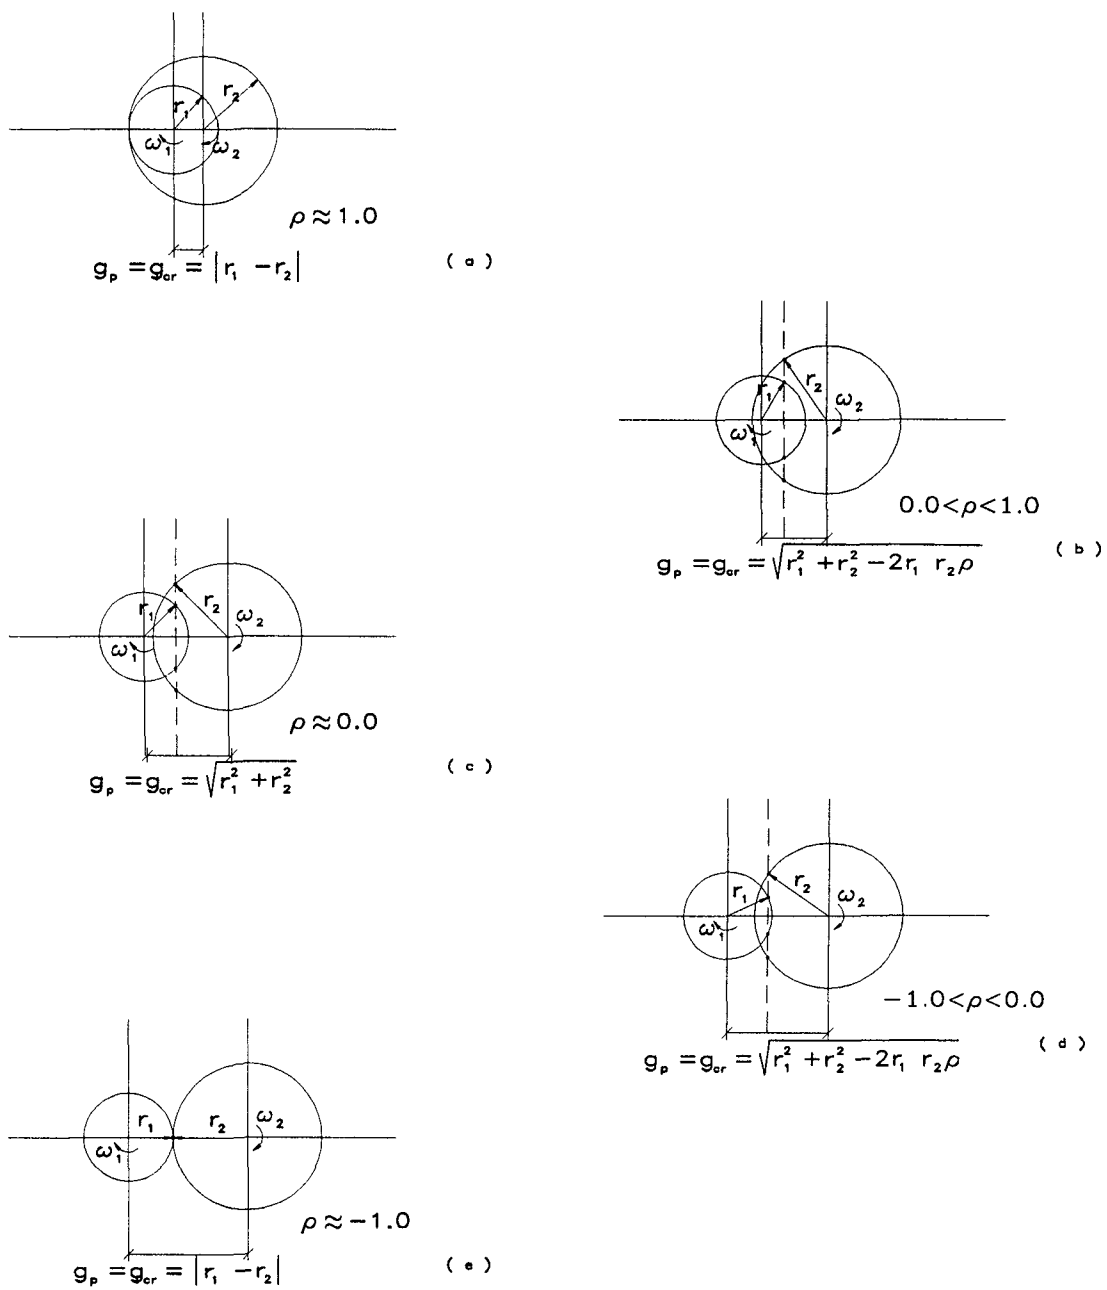 r₁
r₂
ω₁
ω₂
ρ≈1.0
gₚ = g꜀ᵣ = |r₁ − r₂|
( a )
r₁
r₂
ω₁
ω₂
0.0<ρ<1.0
gₚ = g꜀ᵣ = √(r₁² + r₂² − 2r₁ r₂ρ)
( b )
r₁
r₂
ω₁
ω₂
ρ≈0.0
gₚ = g꜀ᵣ = √(r₁² + r₂²)
( c )
r₁
r₂
ω₁
ω₂
−1.0<ρ<0.0
gₚ = g꜀ᵣ = √(r₁² + r₂² − 2r₁ r₂ρ)
( d )
r₁
r₂
ω₁
ω₂
ρ≈−1.0
gₚ = g꜀ᵣ = |r₁ − r₂|
( e )